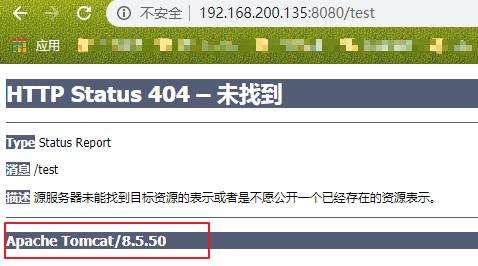 不安全 | 192.168.200.135:8080/test
应用
HTTP Status 404 – 未找到
Type Status Report
消息 /test
描述 源服务器未能找到目标资源的表示或者是不愿公开一个已经存在的资源表示。
Apache Tomcat/8.5.50